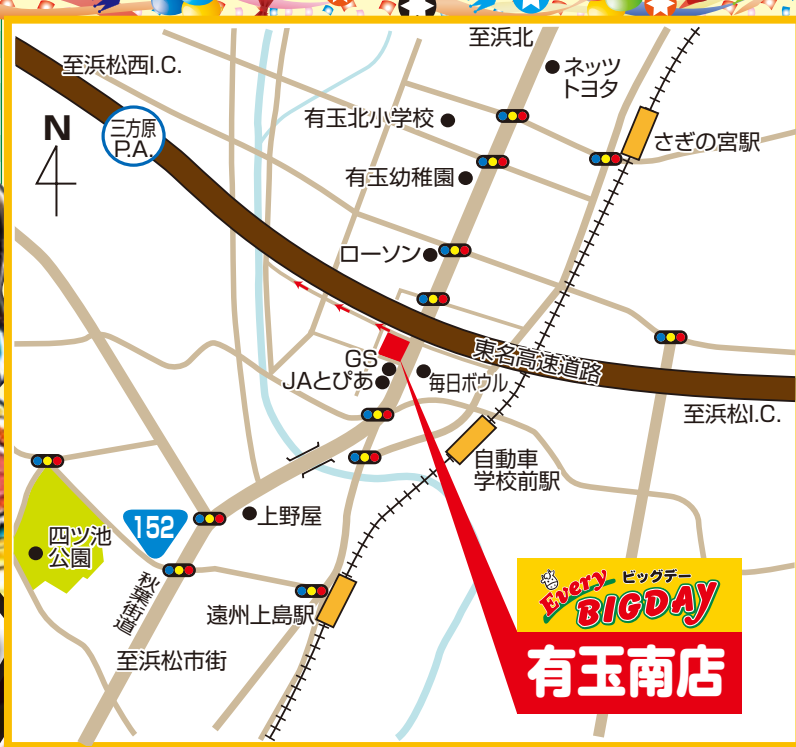 至浜北
至浜松西I.C.
ネッツ
トヨタ
三方原
P.A.
N
有玉北小学校
さぎの宮駅
有玉幼稚園
ローソン
東名高速道路
GS
JAとぴあ
毎日ボウル
至浜松I.C.
自動車
学校前駅
152
上野屋
四ツ池
公園
秋葉街道
遠州上島駅
至浜松市街
Every
ビッグデー
BIGDAY
有玉南店